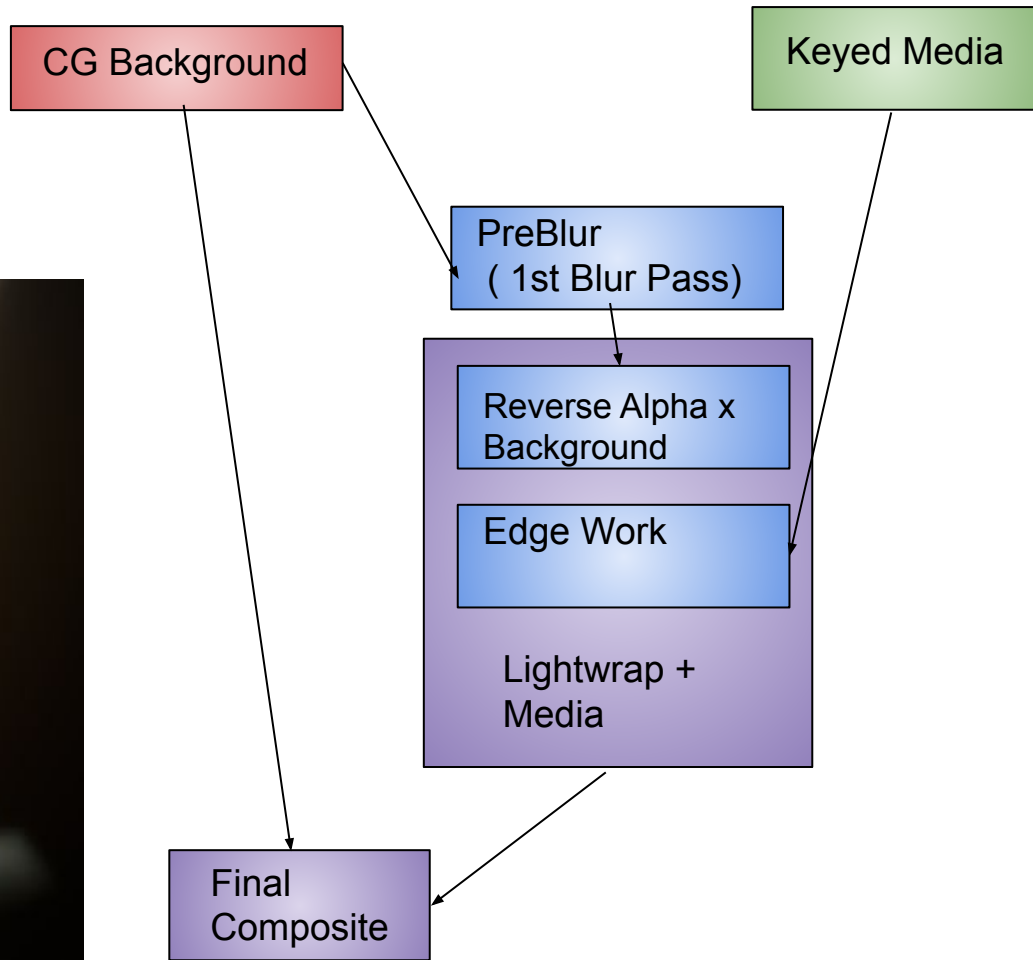 CG Background
Keyed Media
PreBlur
( 1st Blur Pass)
Reverse Alpha x
Background
Edge Work
Lightwrap +
Media
Final
Composite